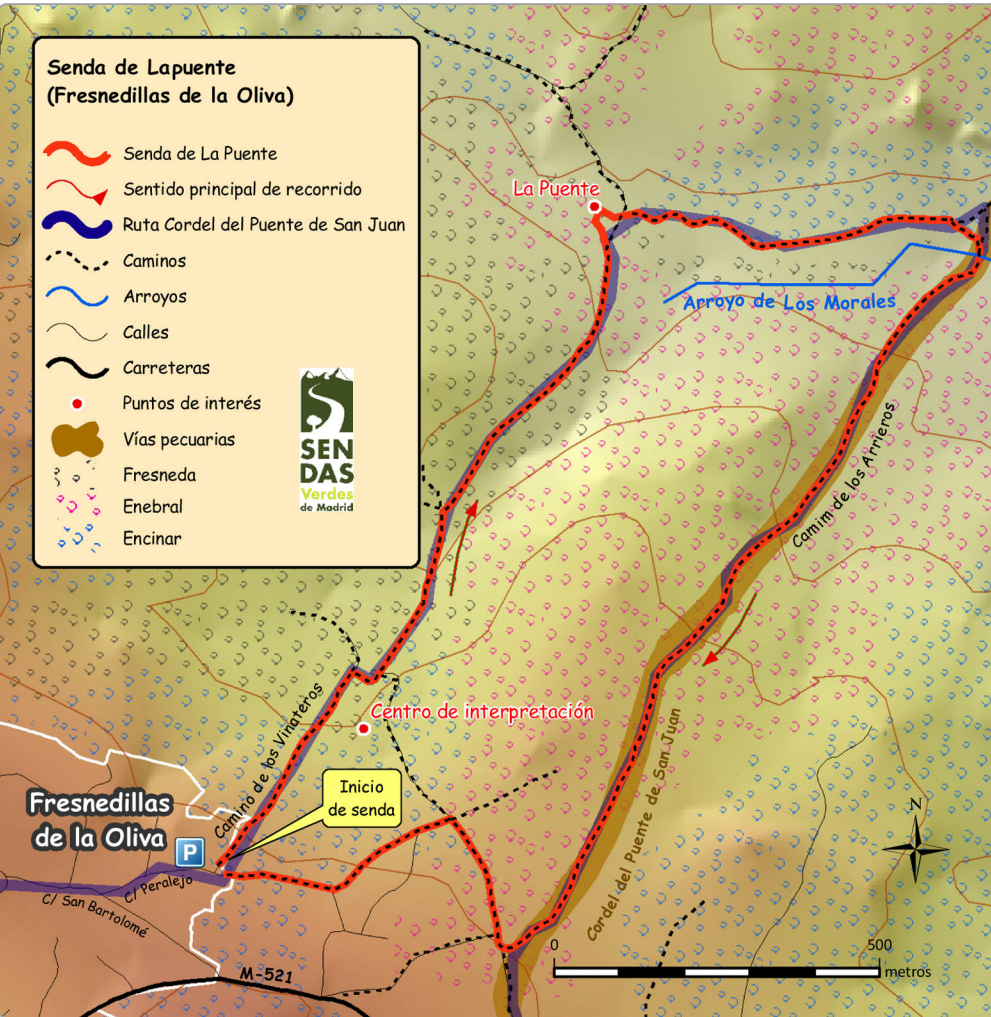 Senda de Lapuente
(Fresnedillas de la Oliva)
Senda de La Puente
Sentido principal de recorrido
Ruta Cordel del Puente de San Juan
Caminos
Arroyos
Calles
Carreteras
Puntos de interés
Vías pecuarias
Fresneda
Enebral
Encinar
SEN
DAS
Verdes
de Madrid
La Puente
Arroyo de Los Morales
Camim de los Arrieros
Centro de interpretación
Camino de los Vinateros
Cordel del Puente de San Juan
Inicio
de senda
Fresnedillas
de la Oliva
P
C/ Peralejo
C/ San Bartolomé
M-521
N
0 500
metros